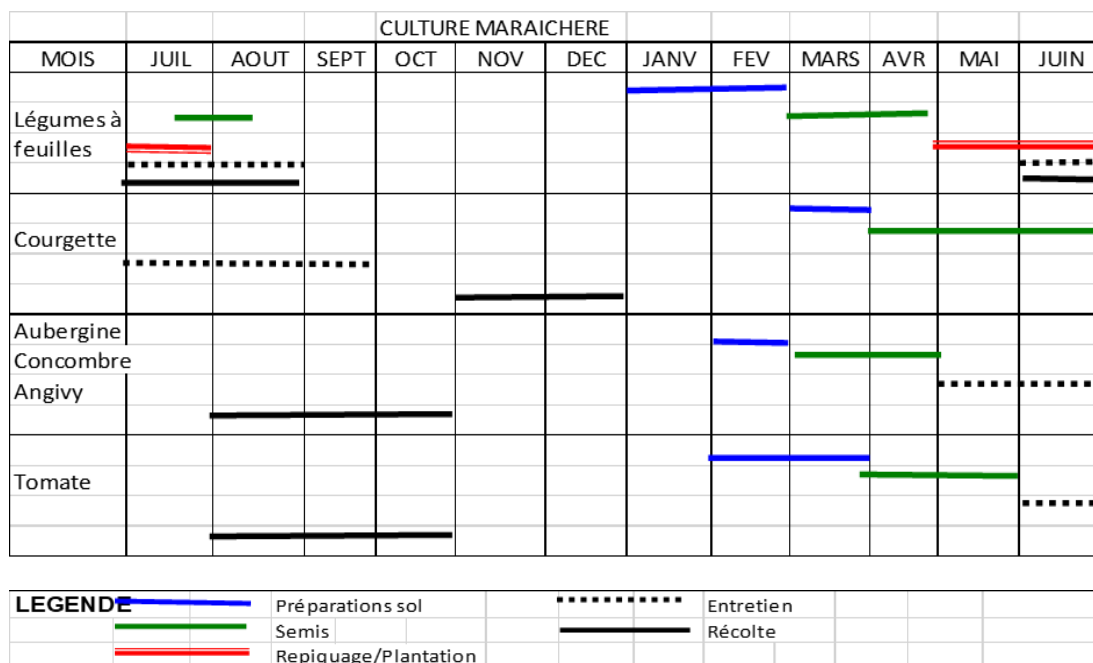 CULTURE MARAICHERE
MOIS JUIL AOUT SEPT OCT NOV DEC JANV FEV MARS AVR MAI JUIN
Légumes à
feuilles
Courgette
Aubergine
Concombre
Angivy
Tomate
LEGENDE Préparations sol Entretien
Semis Récolte
Repiquage/Plantation